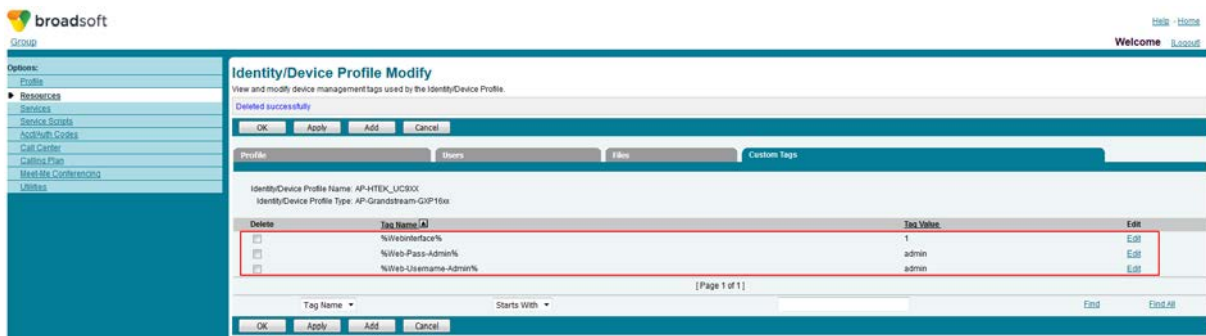 broadsoft
Help - Home
Group
Welcome [Logout]
Options:
Profile
Resources
Services
Service Scripts
Acct/Auth Codes
Call Center
Calling Plan
Meet-Me Conferencing
Utilities
Identity/Device Profile Modify
View and modify device management tags used by the Identity/Device Profile.
Deleted successfully
OK Apply Add Cancel
Profile Users Files Custom Tags
Identity/Device Profile Name: AP-HTEK_UC9XX
Identity/Device Profile Type: AP-Grandstream-GXP16xx
Delete Tag Name Tag Value Edit
%Webinterface% 1 Edit
%Web-Pass-Admin% admin Edit
%Web-Username-Admin% admin Edit
[Page 1 of 1]
Tag Name Starts With Find Find All
OK Apply Add Cancel